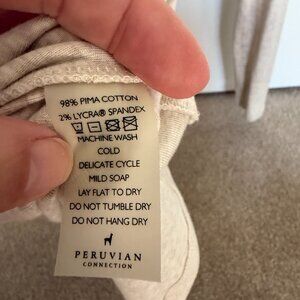 98% PIMA COTTON
2% LYCRA® SPANDEX
MACHINE WASH
COLD
DELICATE CYCLE
MILD SOAP
LAY FLAT TO DRY
DO NOT TUMBLE DRY
DO NOT HANG DRY
PERUVIAN
CONNECTION